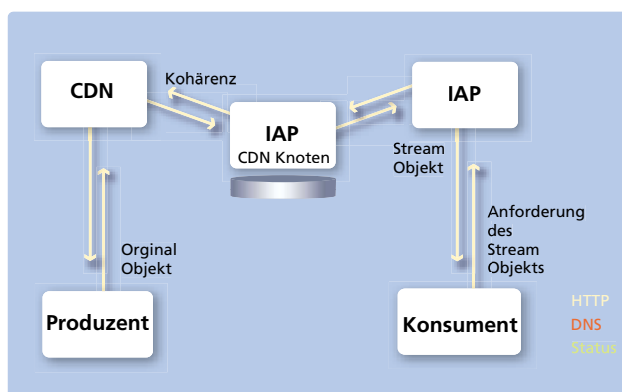 CDN
Kohärenz
IAP
IAP
CDN Knoten
Stream
Objekt
Anforderung
des
Stream
Objekts
Orginal
Objekt
Produzent
Konsument
HTTP
DNS
Status